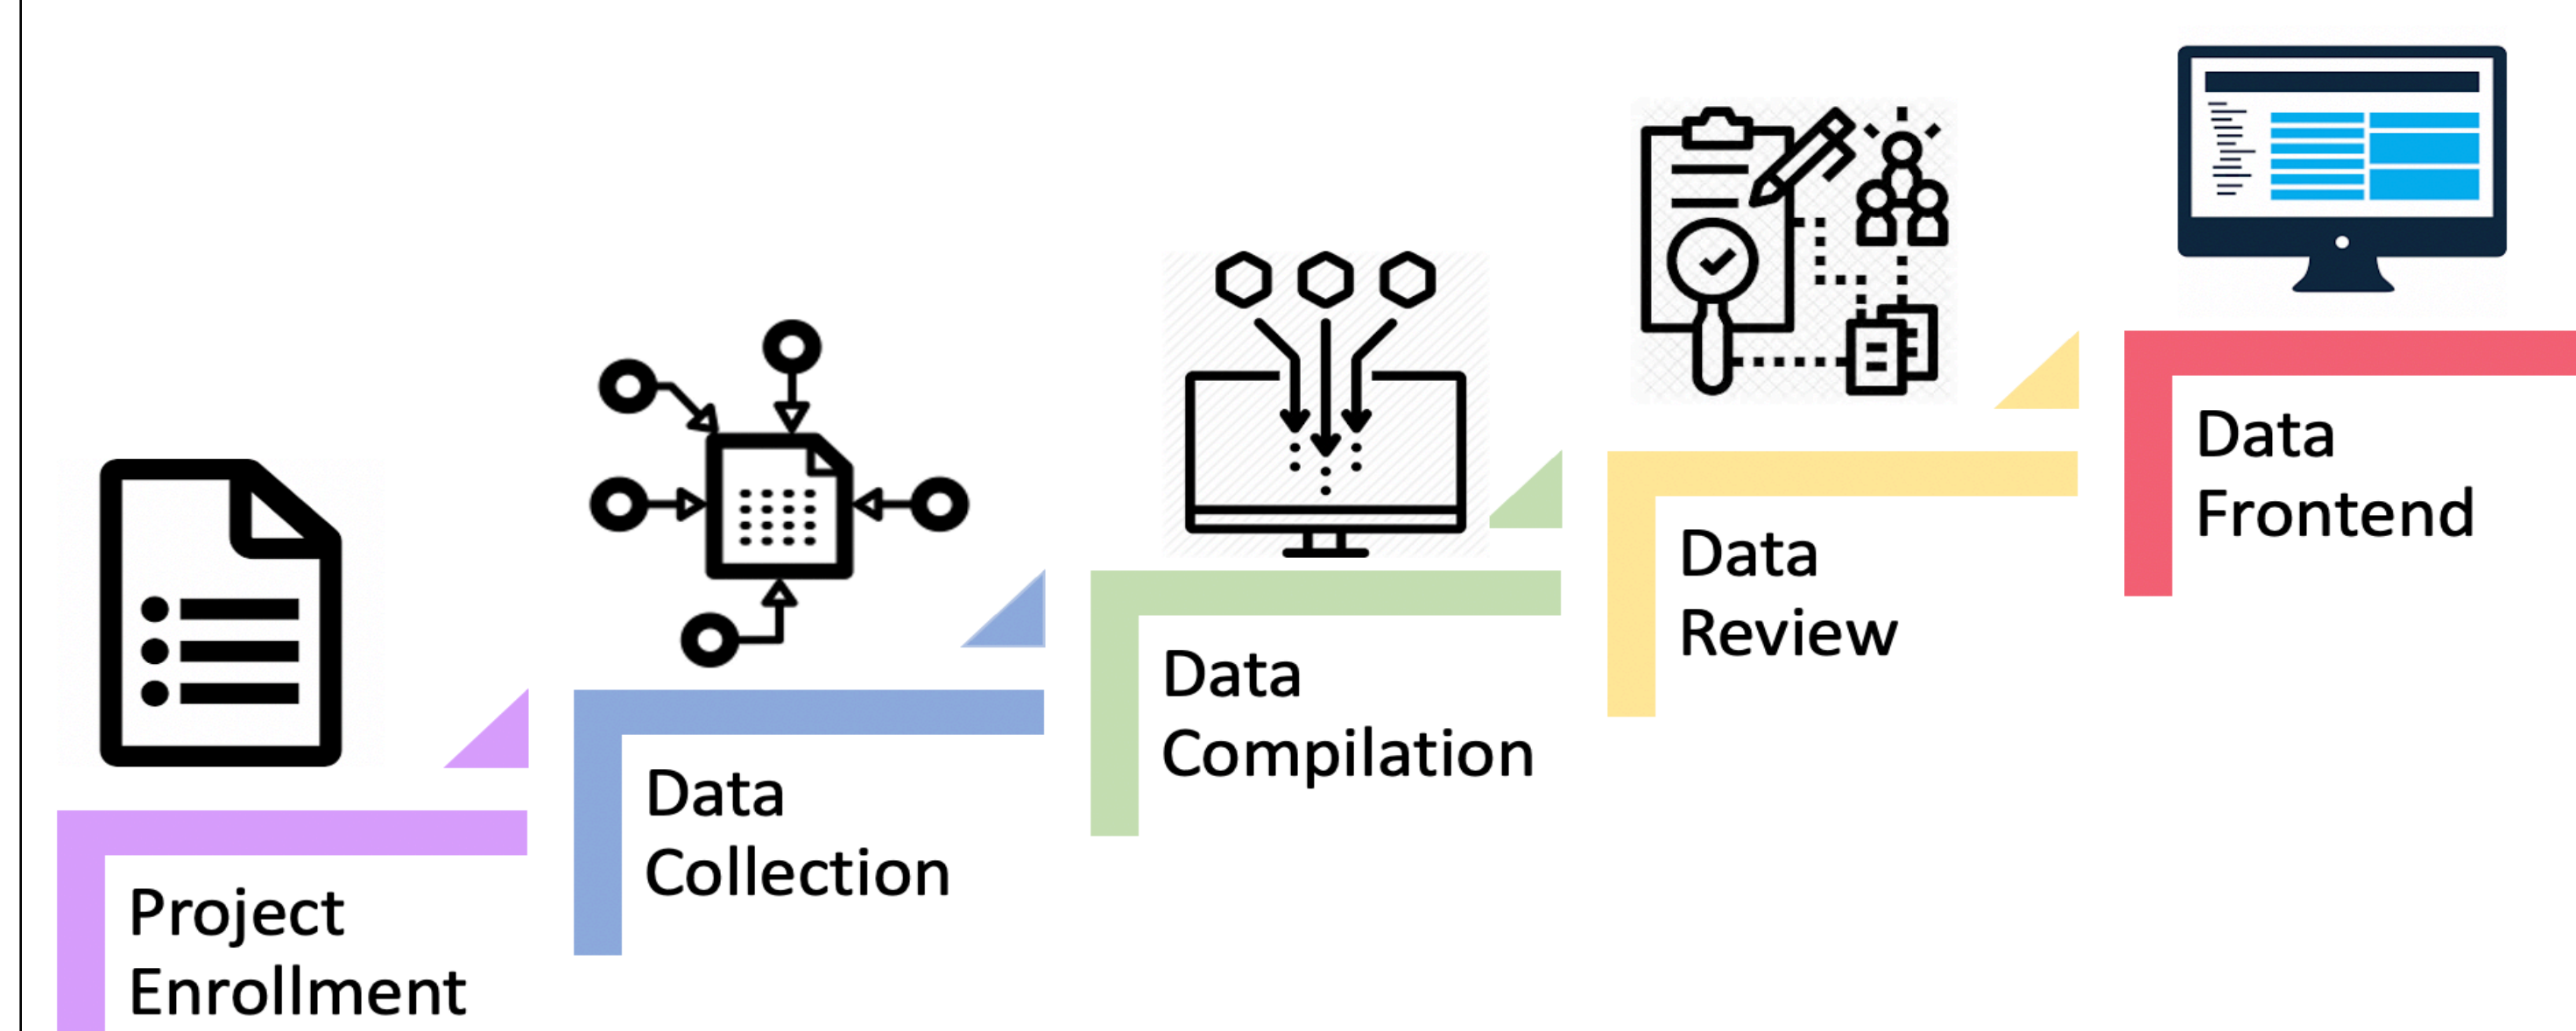 Project
Enrollment
Data
Collection
Data
Compilation
Data
Review
Data
Frontend